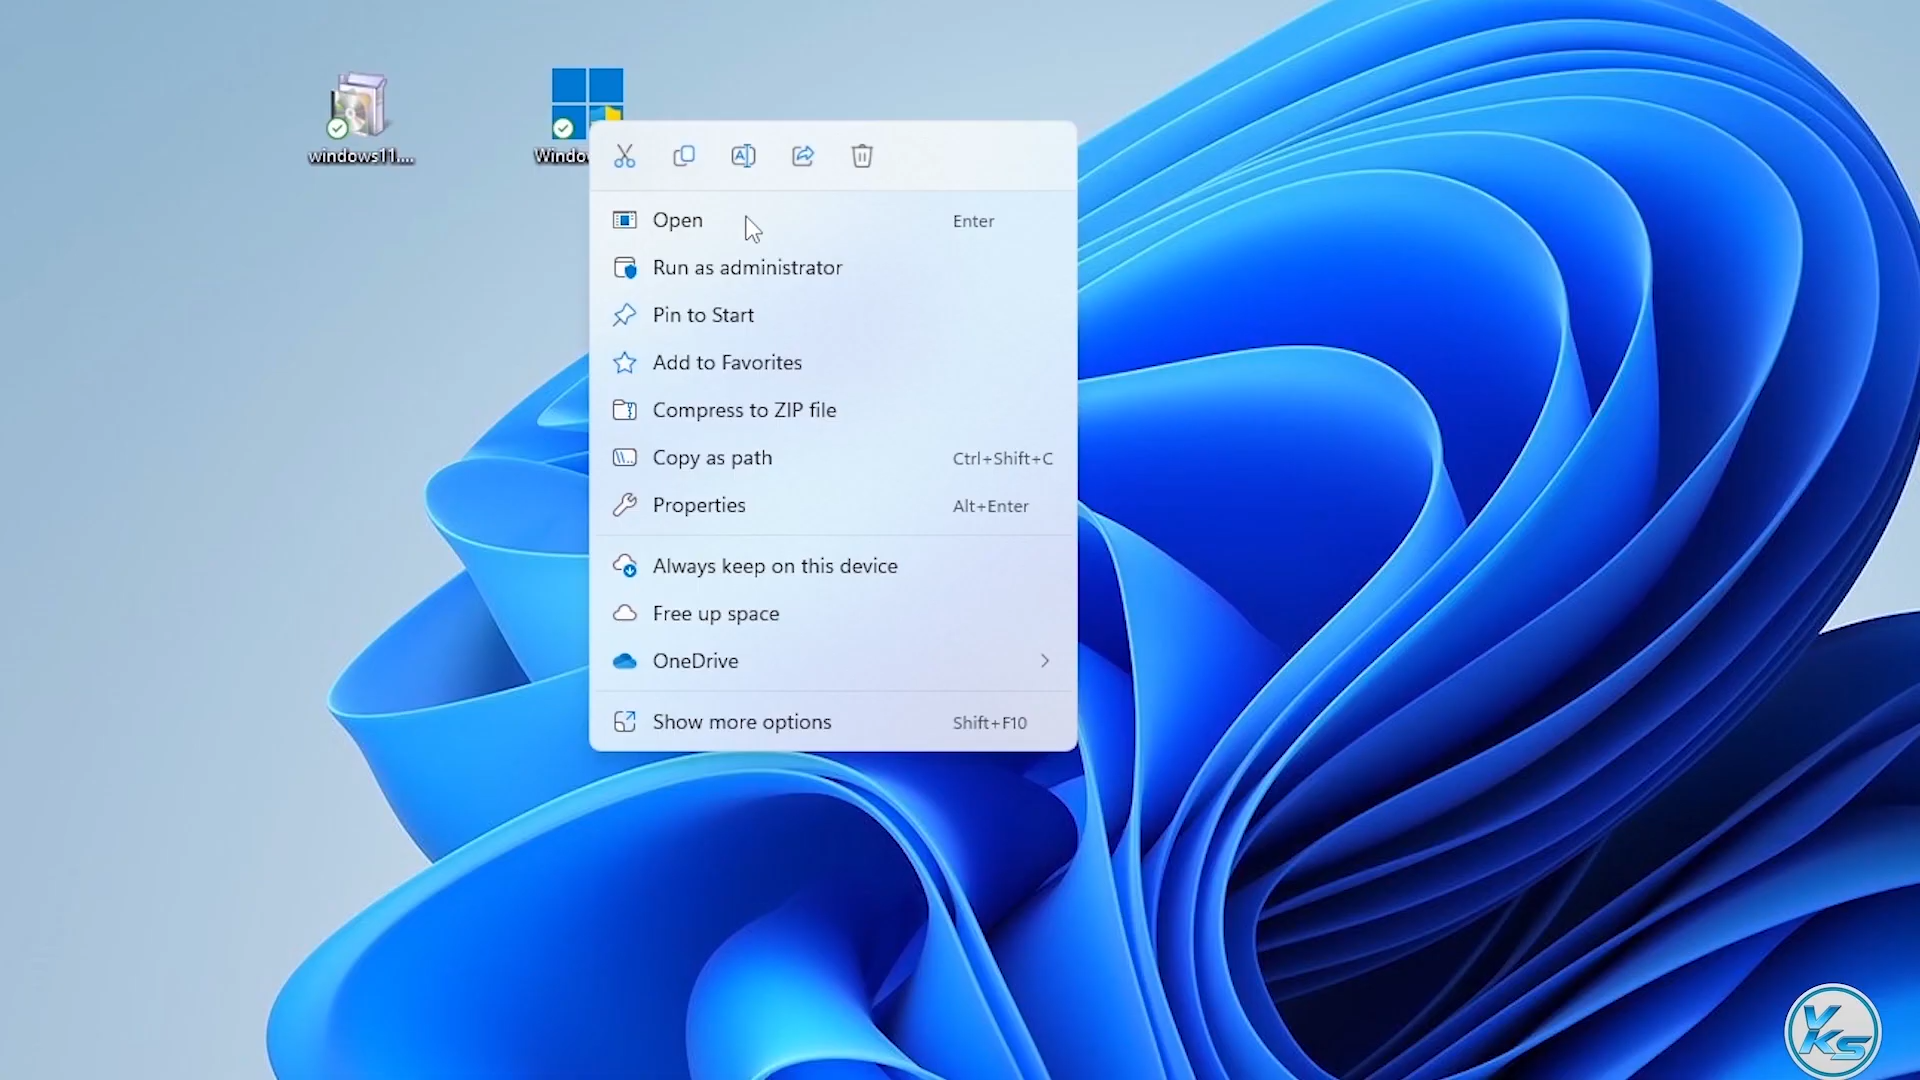 windows11....
Windo
Open Enter
Run as administrator
Pin to Start
Add to Favorites
Compress to ZIP file
Copy as path Ctrl+Shift+C
Properties Alt+Enter
Always keep on this device
Free up space
OneDrive
Show more options Shift+F10
VKS